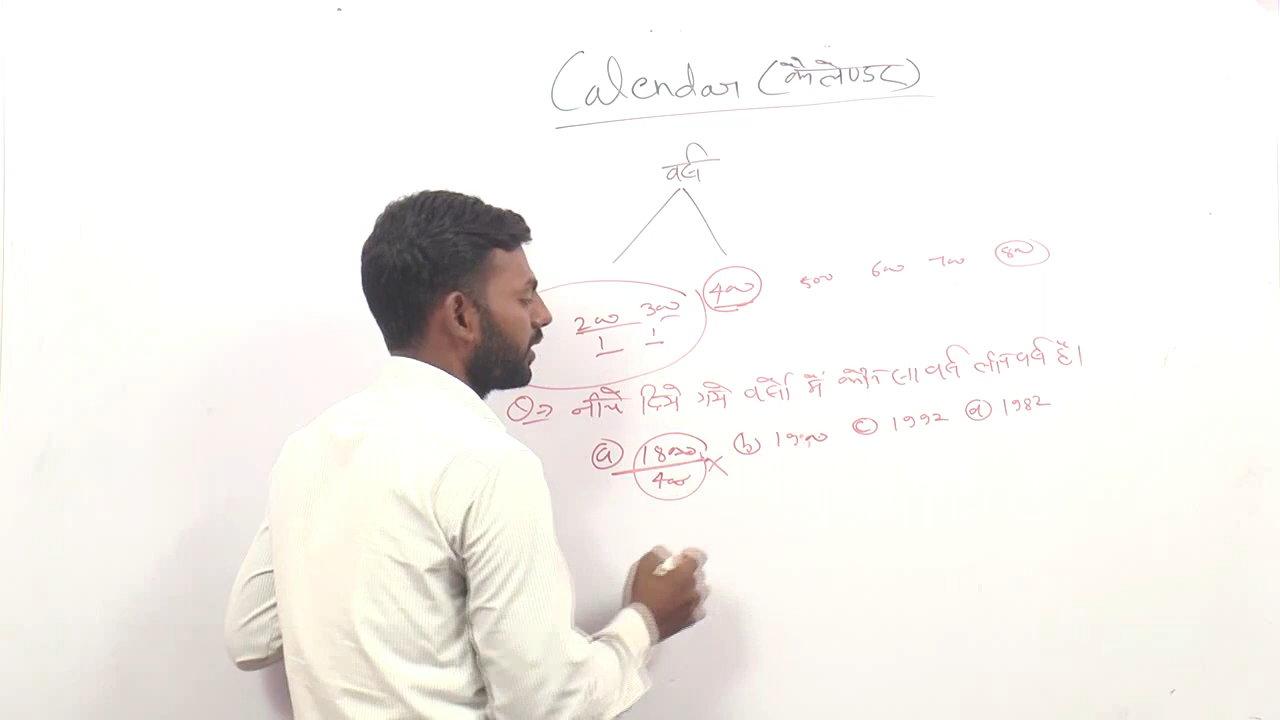 Calendar (कैलेण्डर)
वर्ष
200 300 400 500 600 700 800
1 1
Q⇒ नीचे दिये गये वर्षो में कौन सा वर्ष लीप वर्ष है।
(a) 1800/400 × (b) 1900 (c) 1992 (d) 1982